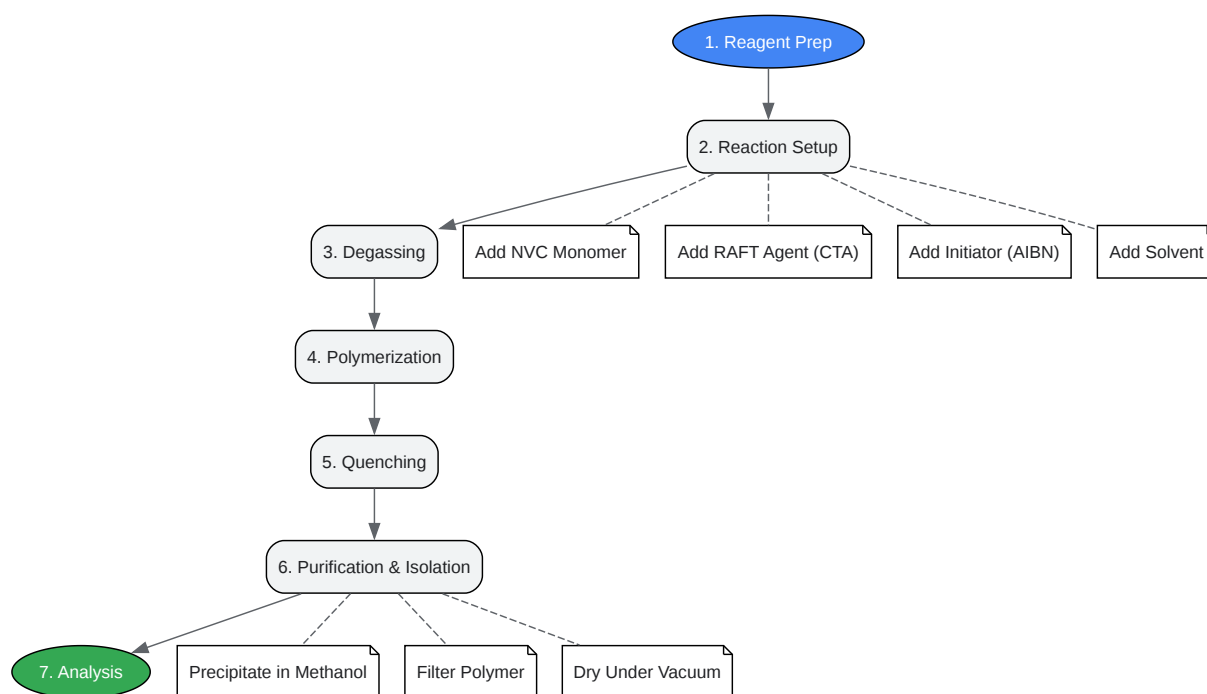 1. Reagent Prep
2. Reaction Setup
3. Degassing
Add NVC Monomer
Add RAFT Agent (CTA)
Add Initiator (AIBN)
Add Solvent
4. Polymerization
5. Quenching
6. Purification & Isolation
7. Analysis
Precipitate in Methanol
Filter Polymer
Dry Under Vacuum